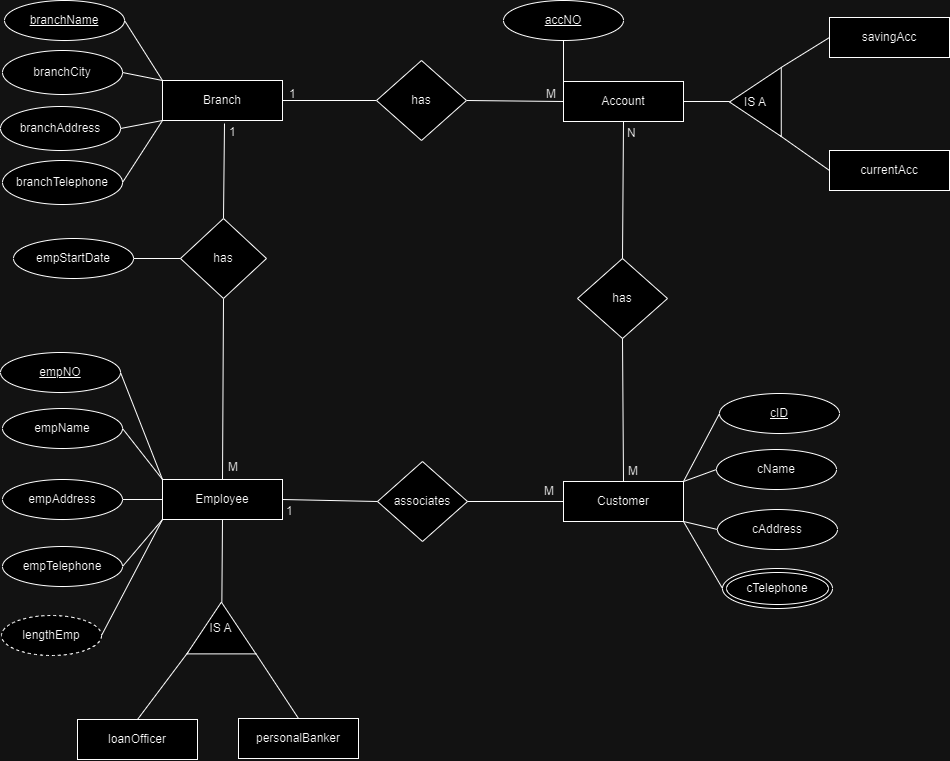 branchName
branchCity
branchAddress
branchTelephone
Branch
1
1
has
M
accNO
Account
N
IS A
savingAcc
currentAcc
empStartDate
has
has
M
M
empNO
empName
empAddress
empTelephone
lengthEmp
Employee
1
associates
M
Customer
cID
cName
cAddress
cTelephone
IS A
loanOfficer
personalBanker